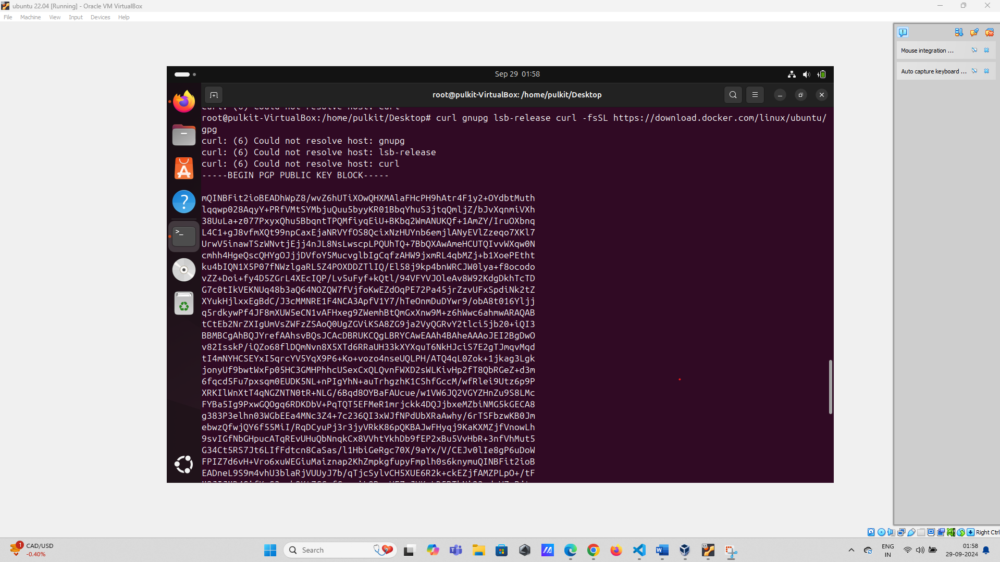 ubuntu 22.04 [Running] - Oracle VM VirtualBox
File Machine View Input Devices Help
Mouse integration ...
Auto capture keyboard ...
Sep 29 01:58
root@pulkit-VirtualBox: /home/pulkit/Desktop
curl: (6) Could not resolve host: curl
root@pulkit-VirtualBox:/home/pulkit/Desktop# curl gnupg lsb-release curl -fsSL https://download.docker.com/linux/ubuntu/
gpg
curl: (6) Could not resolve host: gnupg
curl: (6) Could not resolve host: lsb-release
curl: (6) Could not resolve host: curl
-----BEGIN PGP PUBLIC KEY BLOCK-----
mQINBFit2ioBEADhWpZ8/wvZ6hUTiXOwQHXMAlaFHcPH9hAtr4F1y2+OYdbtMuth
lqqwp028AqyY+PRfVMtSYMbjuQuu5byyKR01BbqYhuS3jtqQmljZ/bJvXqnmiVXh
38UuLa+z077PxyxQhu5BbqntTPQMfiyqEiU+BKbq2WmANUKQf+1AmZY/IruOXbnq
L4C1+gJ8vfmXQt99npCaxEjaNRVYfOS8QcixNzHUYnb6emjlANyEVlZzeqo7XKl7
UrwV5inawTSzWNvtjEjj4nJL8NsLwscpLPQUhTQ+7BbQXAwAmeHCUTQIvvWXqw0N
cmhh4HgeQscQHYgOJjjDVfoY5MucvglbIgCqfzAHW9jxmRL4qbMZj+b1XoePEtht
ku4bIQN1X5P07fNWzlgaRL5Z4POXDDZTlIQ/El58j9kp4bnWRCJW0lya+f8ocodo
vZZ+Doi+fy4D5ZGrL4XEcIQP/Lv5uFyf+kQtl/94VFYVJOleAv8W92KdgDkhTcTD
G7c0tIkVEKNUq48b3aQ64NOZQW7fVjfoKwEZdOqPE72Pa45jrZzvUFxSpdiNk2tZ
XYukHjlxxEgBdC/J3cMMNRE1F4NCA3ApfV1Y7/hTeOnmDuDYwr9/obA8t016Yljj
q5rdkywPf4JF8mXUW5eCN1vAFHxeg9ZWemhBtQmGxXnw9M+z6hWwc6ahmwARAQAB
tCtEb2NrZXIgUmVsZWFzZSAoQ0UgZGViKSA8ZG9ja2VyQGRvY2tlci5jb20+iQI3
BBMBCgAhBQJYrefAAhsvBQsJCAcDBRUKCQgLBRYCAwEAAh4BAheAAAoJEI2BgDwO
v82IsskP/iQZo68flDQmNvn8X5XTd6RRaUH33kXYXquT6NkHJciS7E2gTJmqvMqd
tI4mNYHCSEYxI5qrcYV5YqX9P6+Ko+vozo4nseUQLPH/ATQ4qL0Zok+1jkag3Lgk
jonyUf9bwtWxFp05HC3GMHPhhcUSexCxQLQvnFWXD2sWLKivHp2fT8QbRGeZ+d3m
6fqcd5Fu7pxsqm0EUDK5NL+nPIgYhN+auTrhgzhK1CShfGccM/wfRlei9Utz6p9P
XRKIlWnXtT4qNGZNTN0tR+NLG/6Bqd8OYBaFAUcue/w1VW6JQ2VGYZHnZu9S8LMc
FYBa5Ig9PxwGQOgq6RDKDbV+PqTQT5EFMeR1mrjckk4DQJjbxeMZbiNMG5kGECA8
g383P3elhn03WGbEEa4MNc3Z4+7c236QI3xWJfNPdUbXRaAwhy/6rTSFbzwKB0Jm
ebwzQfwjQY6f55MiI/RqDCyuPj3r3jyVRkK86pQKBAJwFHyqj9KaKXMZjfVnowLh
9svIGfNbGHpucATqREvUHuQbNnqkCx8VVhtYkhDb9fEP2xBu5VvHbR+3nfVhMut5
G34Ct5RS7Jt6LIfFdtcn8CaSas/l1HbiGeRgc70X/9aYx/V/CEJv0lIe8gP6uDoW
FPIZ7d6vH+Vro6xuWEGiuMaiznap2KhZmpkgfupyFmplh0s6knymuQINBFit2ioB
EADneL9S9m4vhU3blaRjVUUyJ7b/qTjcSylvCH5XUE6R2k+ckEZjfAMZPLpO+/tF
Right Ctrl
1 CAD/USD
-0.40%
Search
ENG
IN
01:58
29-09-2024